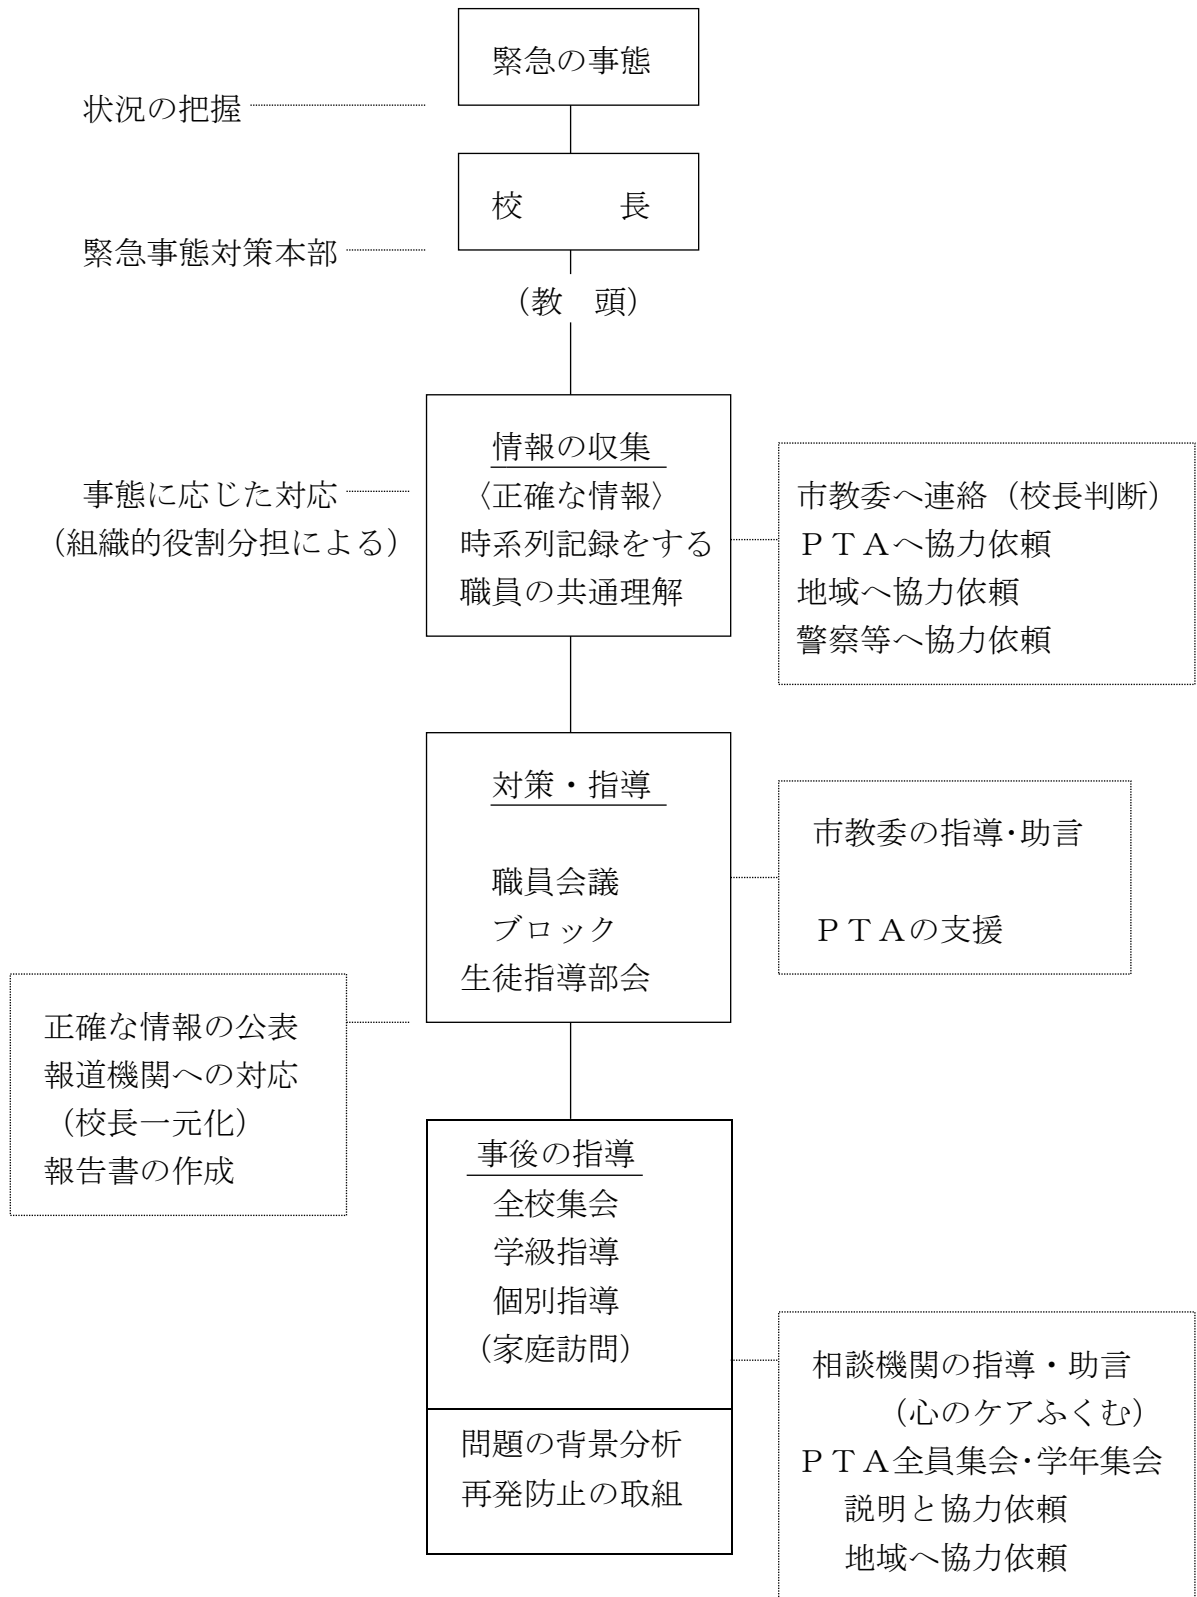 緊急の事態
状況の把握
校　　　長
緊急事態対策本部
（教　頭）
情報の収集
〈正確な情報〉
時系列記録をする
職員の共通理解
事態に応じた対応
（組織的役割分担による）
市教委へ連絡（校長判断）
ＰＴＡへ協力依頼
地域へ協力依頼
警察等へ協力依頼
対策・指導
職員会議
ブロック
生徒指導部会
市教委の指導･助言
ＰＴＡの支援
正確な情報の公表
報道機関への対応
（校長一元化）
報告書の作成
事後の指導
全校集会
学級指導
個別指導
（家庭訪問）
問題の背景分析
再発防止の取組
相談機関の指導・助言
（心のケアふくむ）
ＰＴＡ全員集会･学年集会
説明と協力依頼
地域へ協力依頼